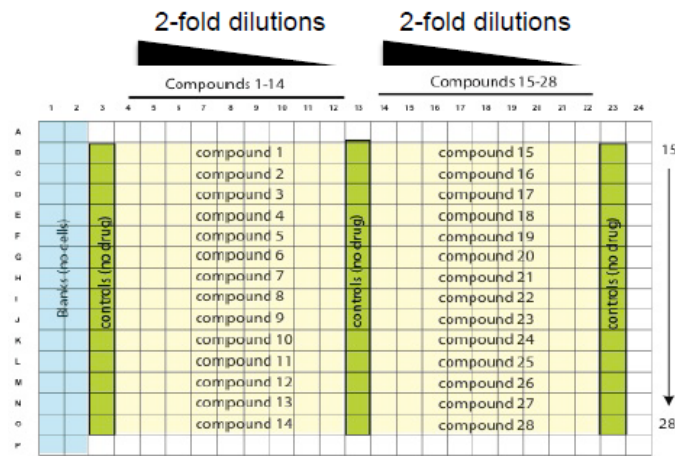 2-fold dilutions 2-fold dilutions
Compounds 1-14 Compounds 15-28
1 2 3 4 5 6 7 8 9 10 11 12 13 14 15 16 17 18 19 20 21 22 23 24
A
B compound 1 compound 15 15
C compound 2 compound 16
D compound 3 compound 17
E compound 4 compound 18
F compound 5 compound 19
G compound 6 compound 20
H compound 7 compound 21
I compound 8 compound 22
J compound 9 compound 23
K compound 10 compound 24
L compound 11 compound 25
M compound 12 compound 26
N compound 13 compound 27
O compound 14 compound 28 28
P
Blanks (no cells)
controls (no drug)
controls (no drug)
controls (no drug)